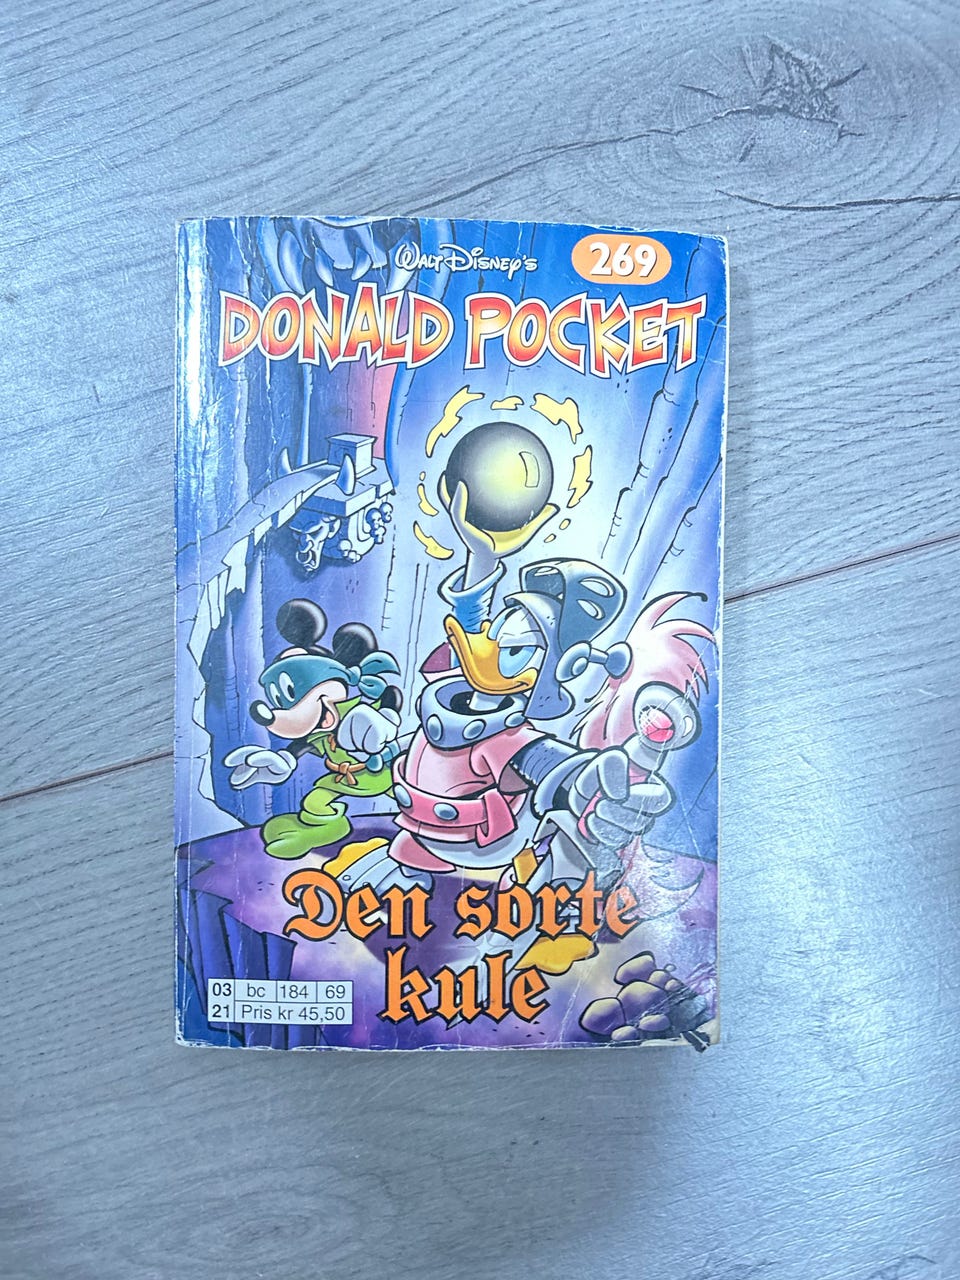 WALT DISNEY'S
269
DONALD POCKET
Den sorte
kule
03 bc 184 69
21 Pris kr 45,50